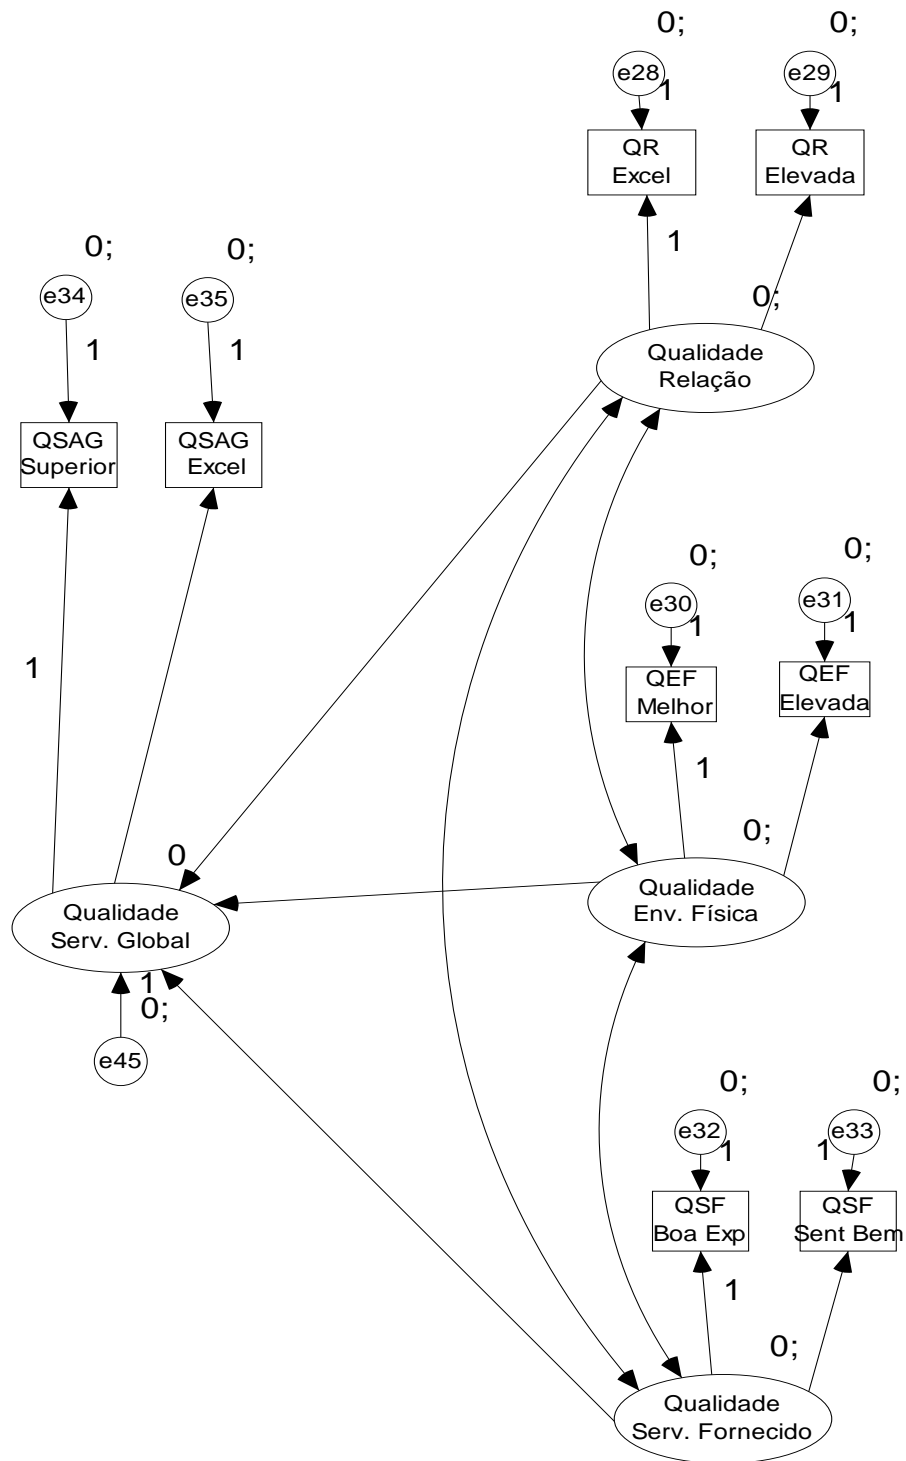 0;
0;
e28
1
e29
1
QR
Excel
QR
Elevada
1
0;
Qualidade
Relação
0;
0;
e34
e35
1
1
QSAG
Superior
QSAG
Excel
1
0;
0;
e30
1
e31
1
QEF
Melhor
QEF
Elevada
1
0;
Qualidade
Env. Física
0
Qualidade
Serv. Global
1
0;
e45
0;
0;
e32
1
e33
1
QSF
Boa Exp
QSF
Sent Bem
1
0;
Qualidade
Serv. Fornecido